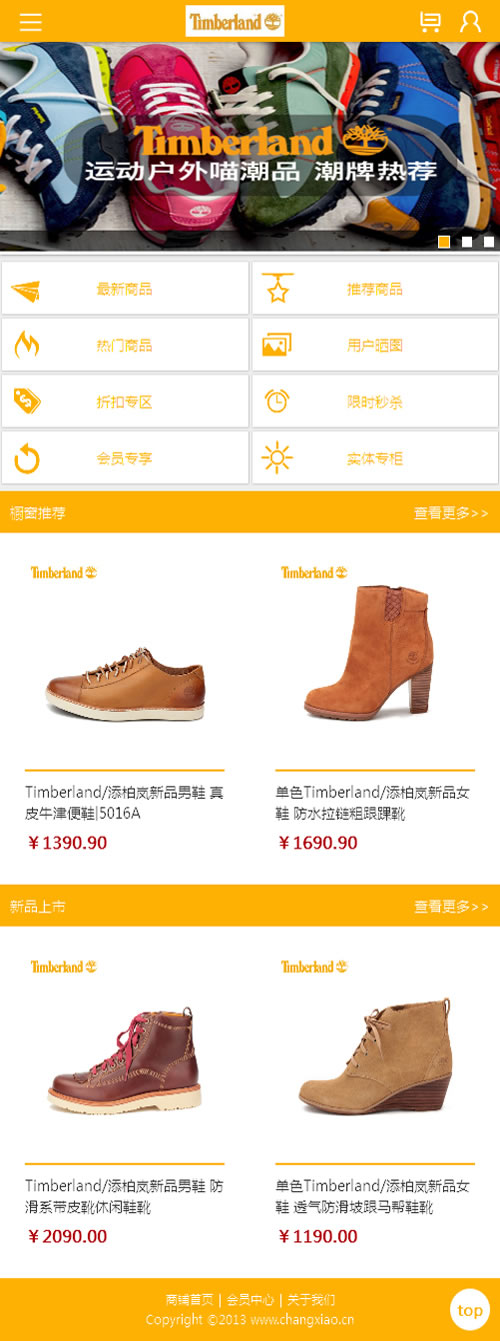 Timberland
Timberland
运动户外喵潮品 潮牌热荐
最新商品
推荐商品
热门商品
用户晒图
折扣专区
限时秒杀
会员专享
实体专柜
橱窗推荐
查看更多>>
Timberland
Timberland
Timberland/添柏岚新品男鞋 真
皮牛津便鞋|5016A
￥1390.90
单色Timberland/添柏岚新品女
鞋 防水拉链粗跟踝靴
￥1690.90
新品上市
查看更多>>
Timberland
Timberland
Timberland/添柏岚新品男鞋 防
滑系带皮靴休闲鞋靴
￥2090.00
单色Timberland/添柏岚新品女
鞋 透气防滑坡跟马帮鞋靴
￥1190.00
商铺首页 | 会员中心 | 关于我们
Copyright ©2013 www.changxiao.cn
top